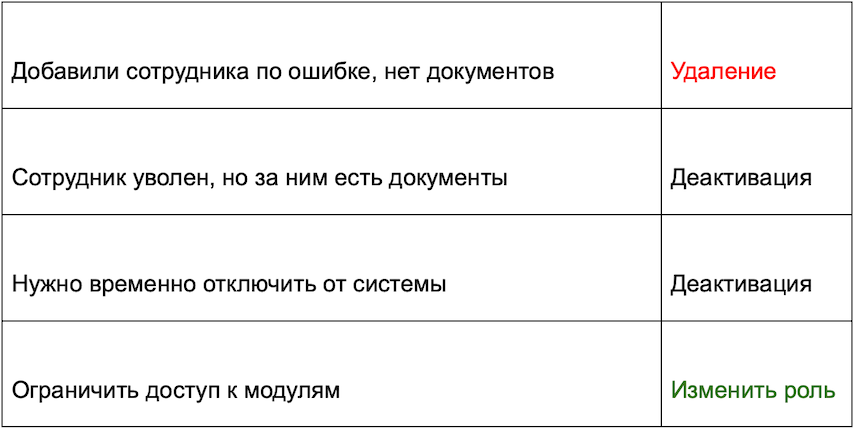 Добавили сотрудника по ошибке, нет документов
Удаление
Сотрудник уволен, но за ним есть документы
Деактивация
Нужно временно отключить от системы
Деактивация
Ограничить доступ к модулям
Изменить роль